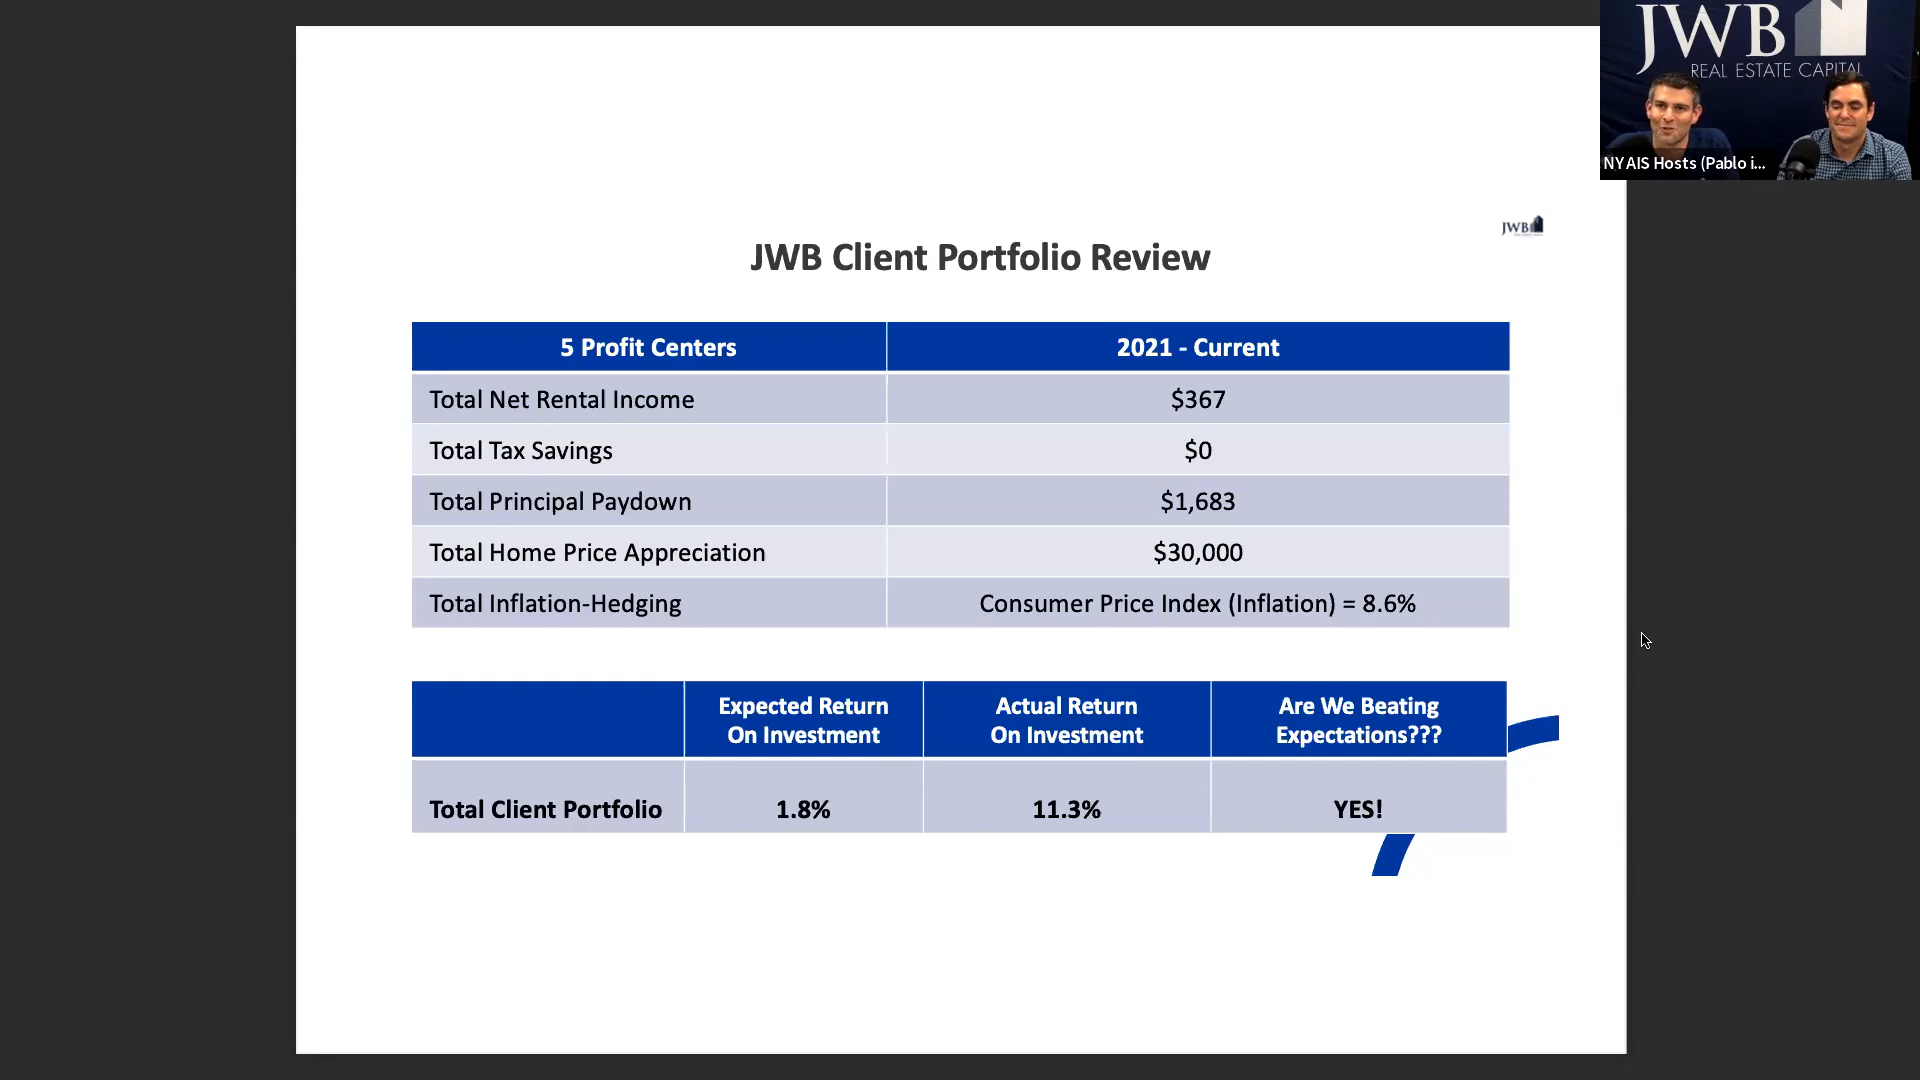 JWB
REAL ESTATE CAPITAL
NYAIS Hosts (Pablo i...
JWB
JWB Client Portfolio Review
5 Profit Centers 2021 - Current
Total Net Rental Income $367
Total Tax Savings $0
Total Principal Paydown $1,683
Total Home Price Appreciation $30,000
Total Inflation-Hedging Consumer Price Index (Inflation) = 8.6%
Expected Return On Investment
Actual Return On Investment
Are We Beating Expectations???
Total Client Portfolio 1.8% 11.3% YES!